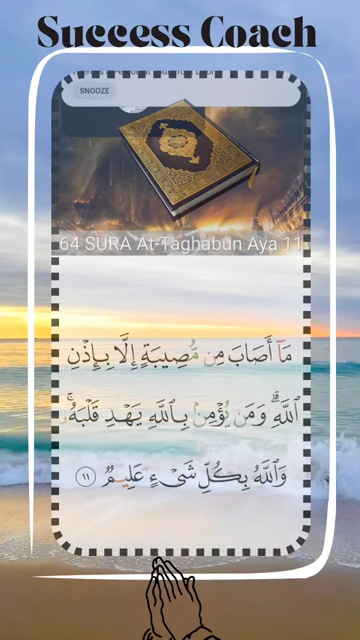 Success Coach
SNOOZE
64 SURA At-Taghabun Aya 11
مَآ أَصَابَ مِن مُّصِيبَةٍ إِلَّا بِإِذْنِ
ٱللَّهِۗ وَمَن يُؤْمِنۢ بِٱللَّهِ يَهْدِ قَلْبَهُۥۚ
وَٱللَّهُ بِكُلِّ شَىْءٍ عَلِيمٌ ١١